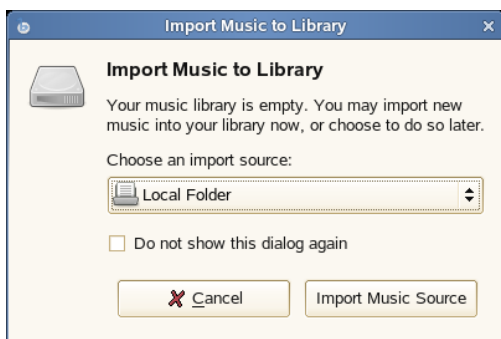 Import Music to Library
Import Music to Library
Your music library is empty. You may import new
music into your library now, or choose to do so later.
Choose an import source:
Local Folder
Do not show this dialog again
Cancel
Import Music Source